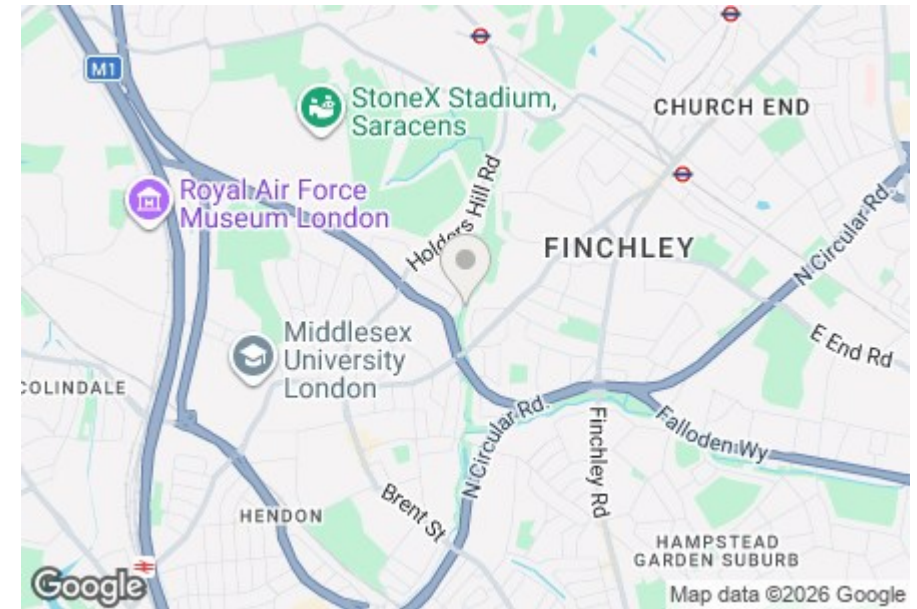 M1
StoneX Stadium,
Saracens
CHURCH END
Royal Air Force
Museum London
Holders Hill Rd
FINCHLEY
N Circular Rd.
E End Rd
Middlesex
University
London
COLINDALE
N Circular Rd.
Finchley Rd
Falloden Wy
Brent St
HENDON
HAMPSTEAD
GARDEN SUBURB
Google
Map data ©2026 Google